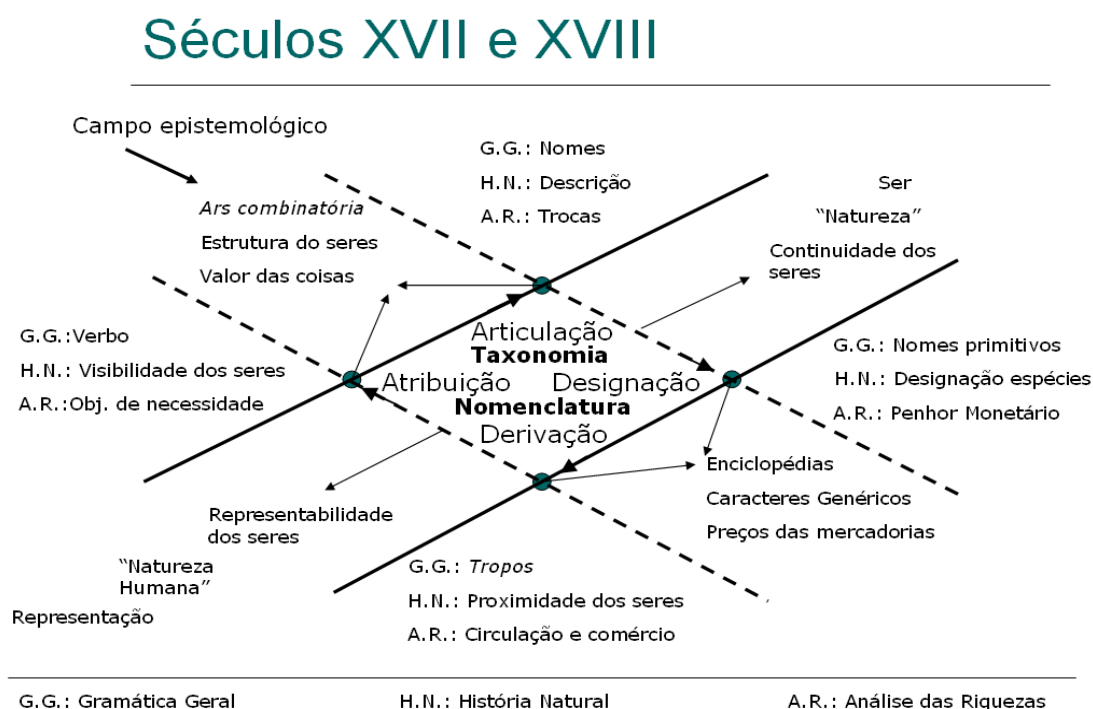 Séculos XVII e XVIII
Campo epistemológico
Ars combinatória
Estrutura do seres
Valor das coisas
G.G.: Nomes
H.N.: Descrição
A.R.: Trocas
Ser
“Natureza”
Continuidade dos
seres
G.G.:Verbo
H.N.: Visibilidade dos seres
A.R.:Obj. de necessidade
Articulação
Taxonomia
Atribuição Designação
Nomenclatura
Derivação
G.G.: Nomes primitivos
H.N.: Designação espécies
A.R.: Penhor Monetário
Enciclopédias
Caracteres Genéricos
Preços das mercadorias
Representabilidade
dos seres
“Natureza
Humana”
Representação
G.G.: Tropos
H.N.: Proximidade dos seres
A.R.: Circulação e comércio
G.G.: Gramática Geral H.N.: História Natural A.R.: Análise das Riquezas